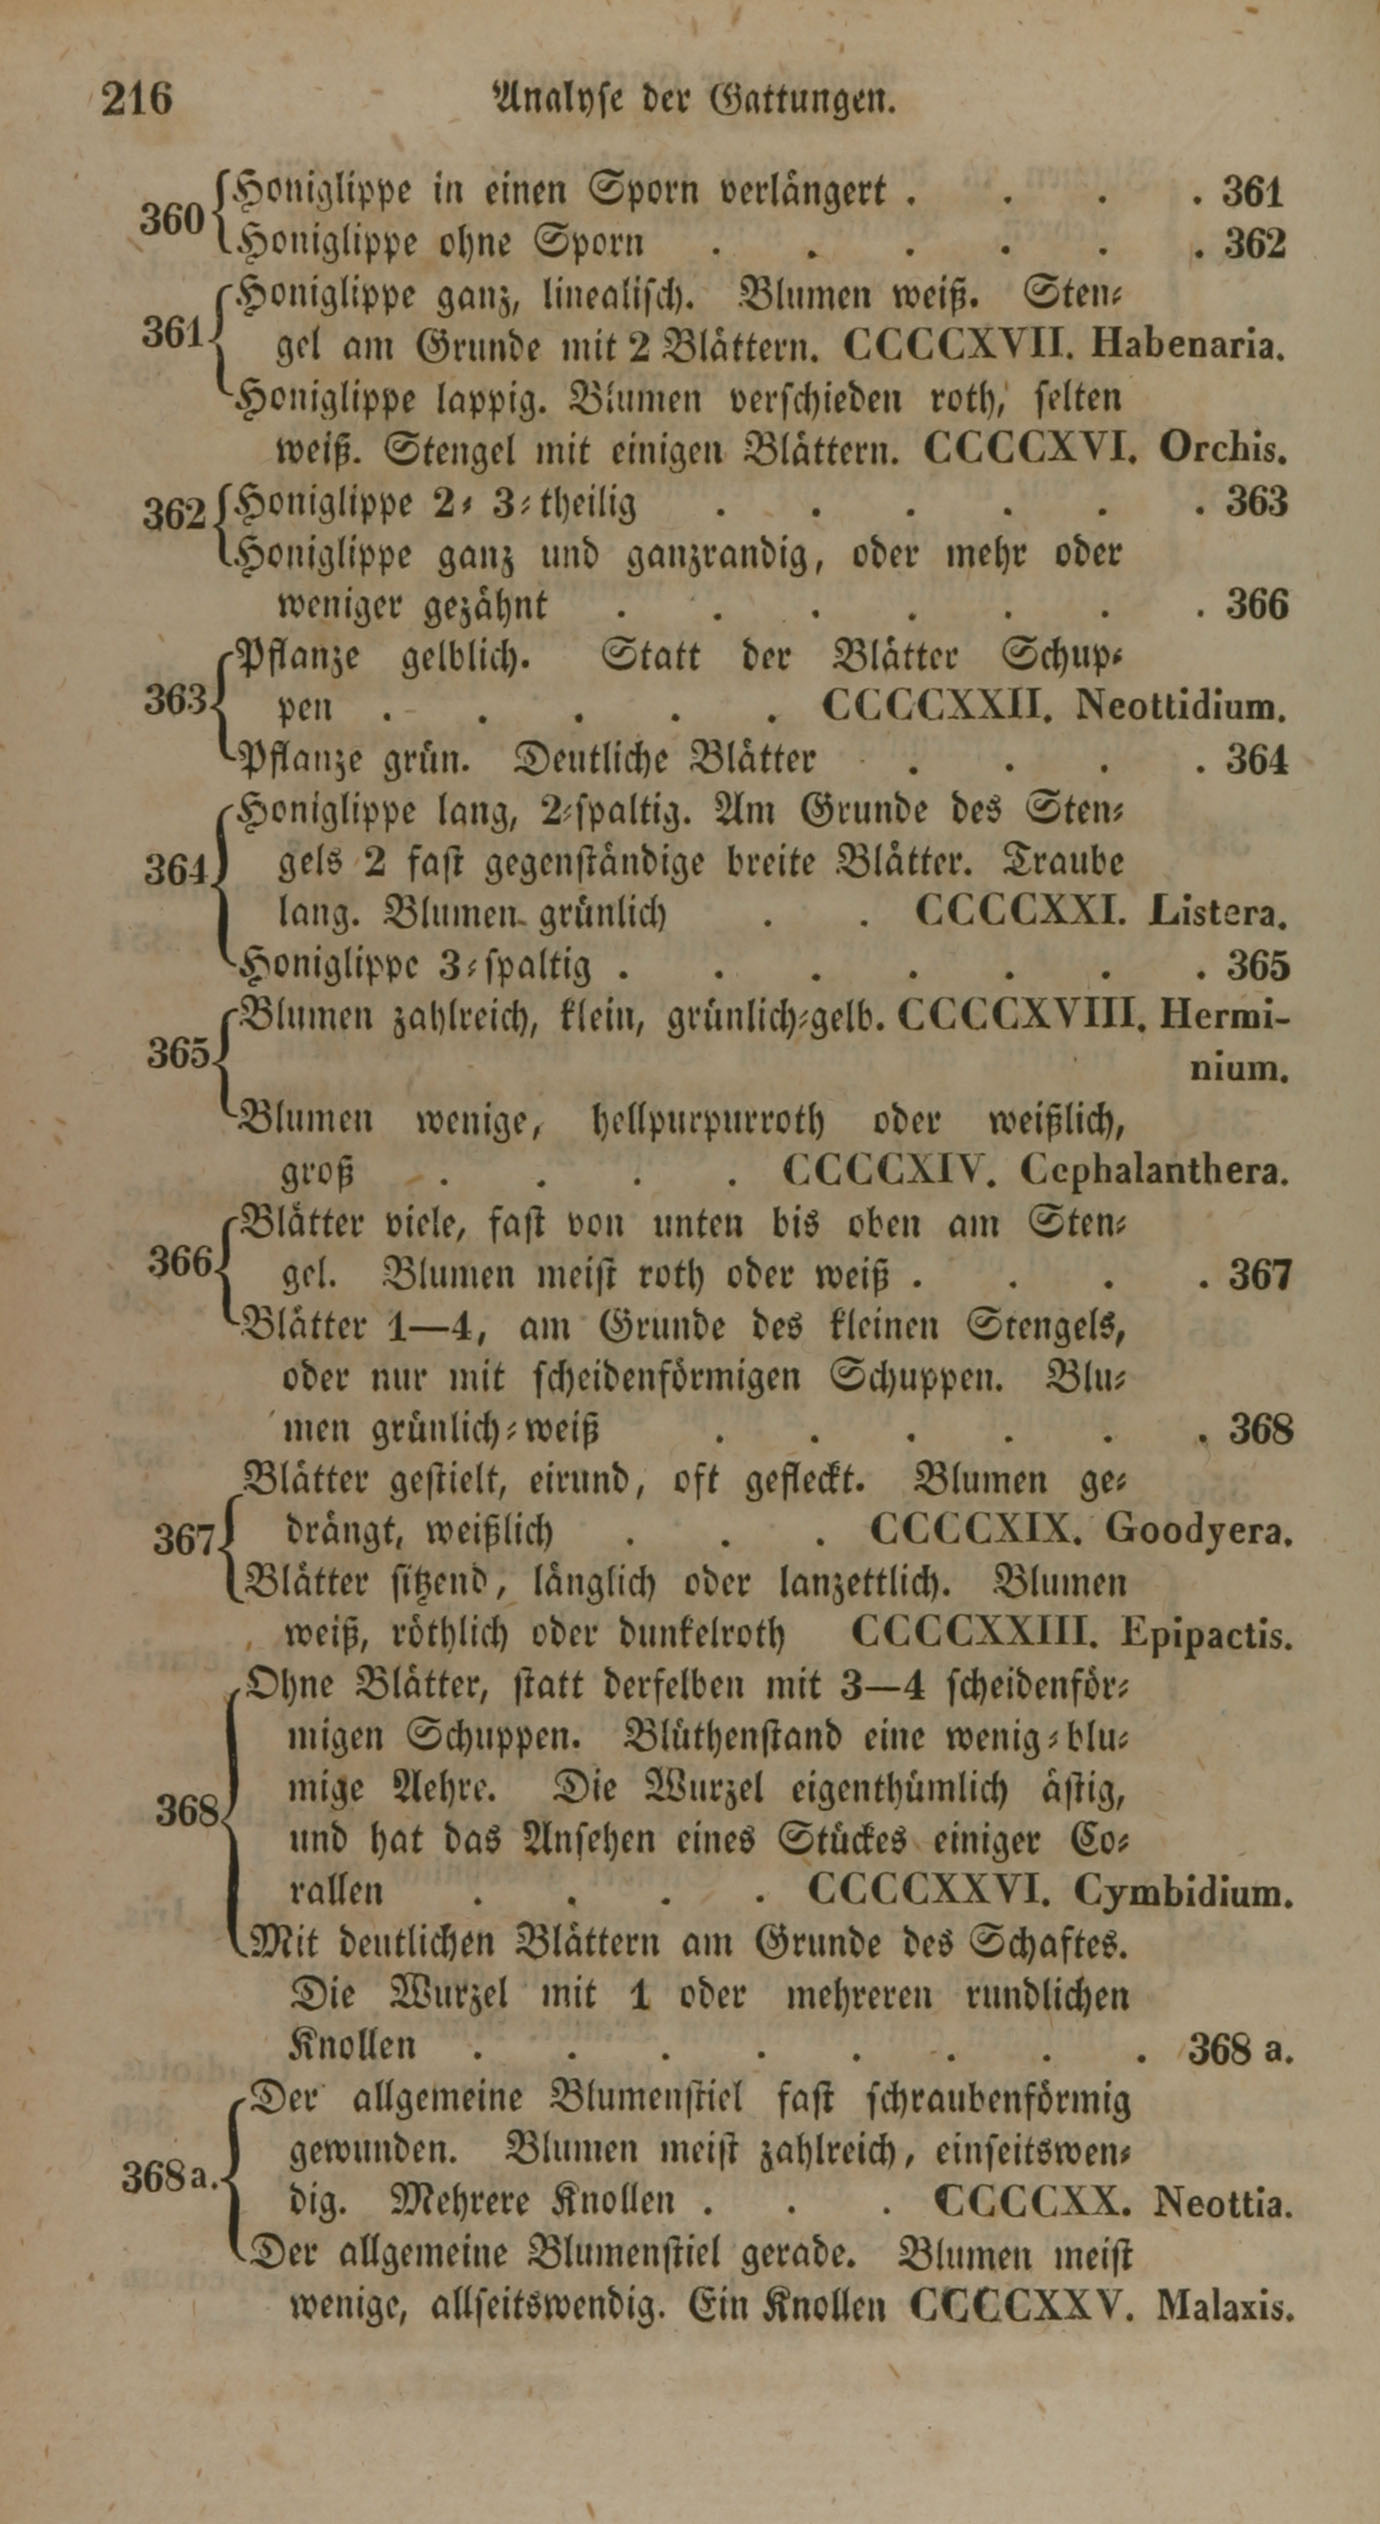 216 Analyse der Gattungen.
360 Honiglippe in einen Sporn verlängert . . . . 361
Honiglippe ohne Sporn . . . . . . 362
Honiglippe ganz, linealisch. Blumen weiß. Sten⸗
361 gel am Grunde mit 2 Blättern. CCCCXVII. Habenaria.
Honiglippe lappig. Blumen verschieden roth, selten
weiß. Stengel mit einigen Blättern. CCCCXVI. Orchis.
362 Honiglippe 2⸗ 3⸗theilig . . . . . . 363
Honiglippe ganz und ganzrandig, oder mehr oder
weniger gezähnt . . . . . . . 366
Pflanze gelblich. Statt der Blätter Schup⸗
363 pen . . . . . CCCCXXII. Neottidium.
Pflanze grün. Deutliche Blätter . . . . 364
Honiglippe lang, 2⸗spaltig. Am Grunde des Sten⸗
364 gels 2 fast gegenständige breite Blätter. Traube
lang. Blumen grünlich . . CCCCXXI. Listera.
Honiglippe 3⸗spaltig . . . . . . . 365
Blumen zahlreich, klein, grünlich⸗gelb. CCCCXVIII. Hermi-
365 nium.
Blumen wenige, hellpurpurroth oder weißlich,
groß . . . . CCCCXIV. Cephalanthera.
Blätter viele, fast von unten bis oben am Sten⸗
366 gel. Blumen meist roth oder weiß . . . . 367
Blätter 1—4, am Grunde des kleinen Stengels,
oder nur mit scheidenförmigen Schuppen. Blu⸗
men grünlich⸗weiß . . . . . . 368
Blätter gestielt, eirund, oft gefleckt. Blumen ge⸗
367 drängt, weißlich . . . CCCCXIX. Goodyera.
Blätter sitzend, länglich oder lanzettlich. Blumen
weiß, röthlich oder dunkelroth CCCCXXIII. Epipactis.
Ohne Blätter, statt derselben mit 3—4 scheidenför⸗
migen Schuppen. Blüthenstand eine wenig⸗blu⸗
368 mige Aehre. Die Wurzel eigenthümlich ästig,
und hat das Ansehen eines Stückes einiger Co⸗
rallen . . . . CCCCXXVI. Cymbidium.
Mit deutlichen Blättern am Grunde des Schaftes.
Die Wurzel mit 1 oder mehreren rundlichen
Knollen . . . . . . . . 368 a.
Der allgemeine Blumenstiel fast schraubenförmig
gewunden. Blumen meist zahlreich, einseitswen⸗
368 a. dig. Mehrere Knollen . . . CCCCXX. Neottia.
Der allgemeine Blumenstiel gerade. Blumen meist
wenige, allseitswendig. Ein Knollen CCCCXXV. Malaxis.